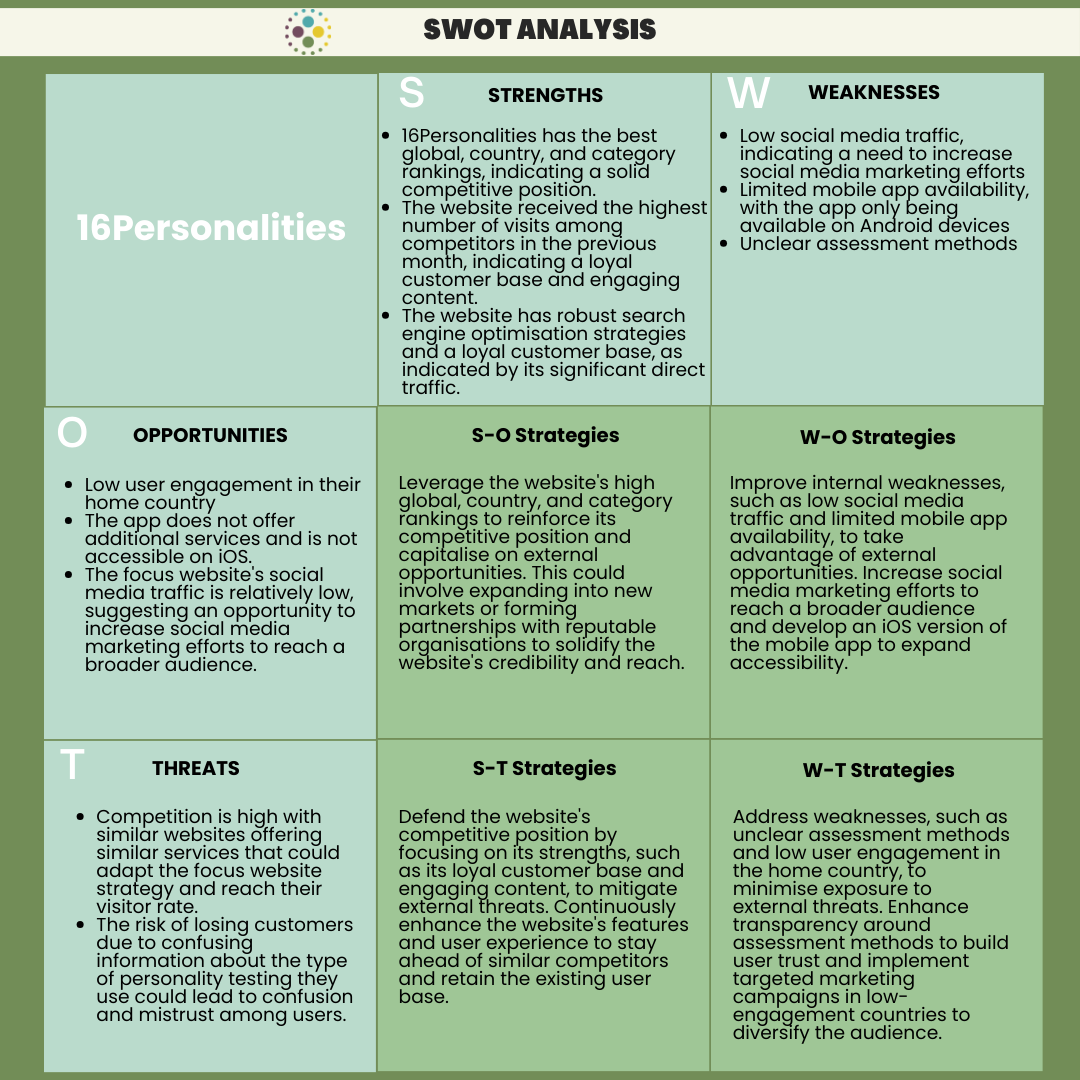 SWOT ANALYSIS
16Personalities
S
STRENGTHS
• 16Personalities has the best
global, country, and category
rankings, indicating a solid
competitive position.
• The website received the highest
number of visits among
competitors in the previous
month, indicating a loyal
customer base and engaging
content.
• The website has robust search
engine optimisation strategies
and a loyal customer base, as
indicated by its significant direct
traffic.
W
WEAKNESSES
• Low social media traffic,
indicating a need to increase
social media marketing efforts
• Limited mobile app availability,
with the app only being
available on Android devices
• Unclear assessment methods
O
OPPORTUNITIES
• Low user engagement in their
home country
• The app does not offer
additional services and is not
accessible on iOS.
• The focus website's social
media traffic is relatively low,
suggesting an opportunity to
increase social media
marketing efforts to reach a
broader audience.
S-O Strategies
Leverage the website's high
global, country, and category
rankings to reinforce its
competitive position and
capitalise on external
opportunities. This could
involve expanding into new
markets or forming
partnerships with reputable
organisations to solidify the
website's credibility and reach.
W-O Strategies
Improve internal weaknesses,
such as low social media
traffic and limited mobile app
availability, to take
advantage of external
opportunities. Increase social
media marketing efforts to
reach a broader audience
and develop an iOS version of
the mobile app to expand
accessibility.
T
THREATS
• Competition is high with
similar websites offering
similar services that could
adapt the focus website
strategy and reach their
visitor rate.
• The risk of losing customers
due to confusing
information about the type
of personality testing they
use could lead to confusion
and mistrust among users.
S-T Strategies
Defend the website's
competitive position by
focusing on its strengths, such
as its loyal customer base and
engaging content, to mitigate
external threats. Continuously
enhance the website's features
and user experience to stay
ahead of similar competitors
and retain the existing user
base.
W-T Strategies
Address weaknesses, such as
unclear assessment methods
and low user engagement in
the home country, to
minimise exposure to
external threats. Enhance
transparency around
assessment methods to build
user trust and implement
targeted marketing
campaigns in low-
engagement countries to
diversify the audience.